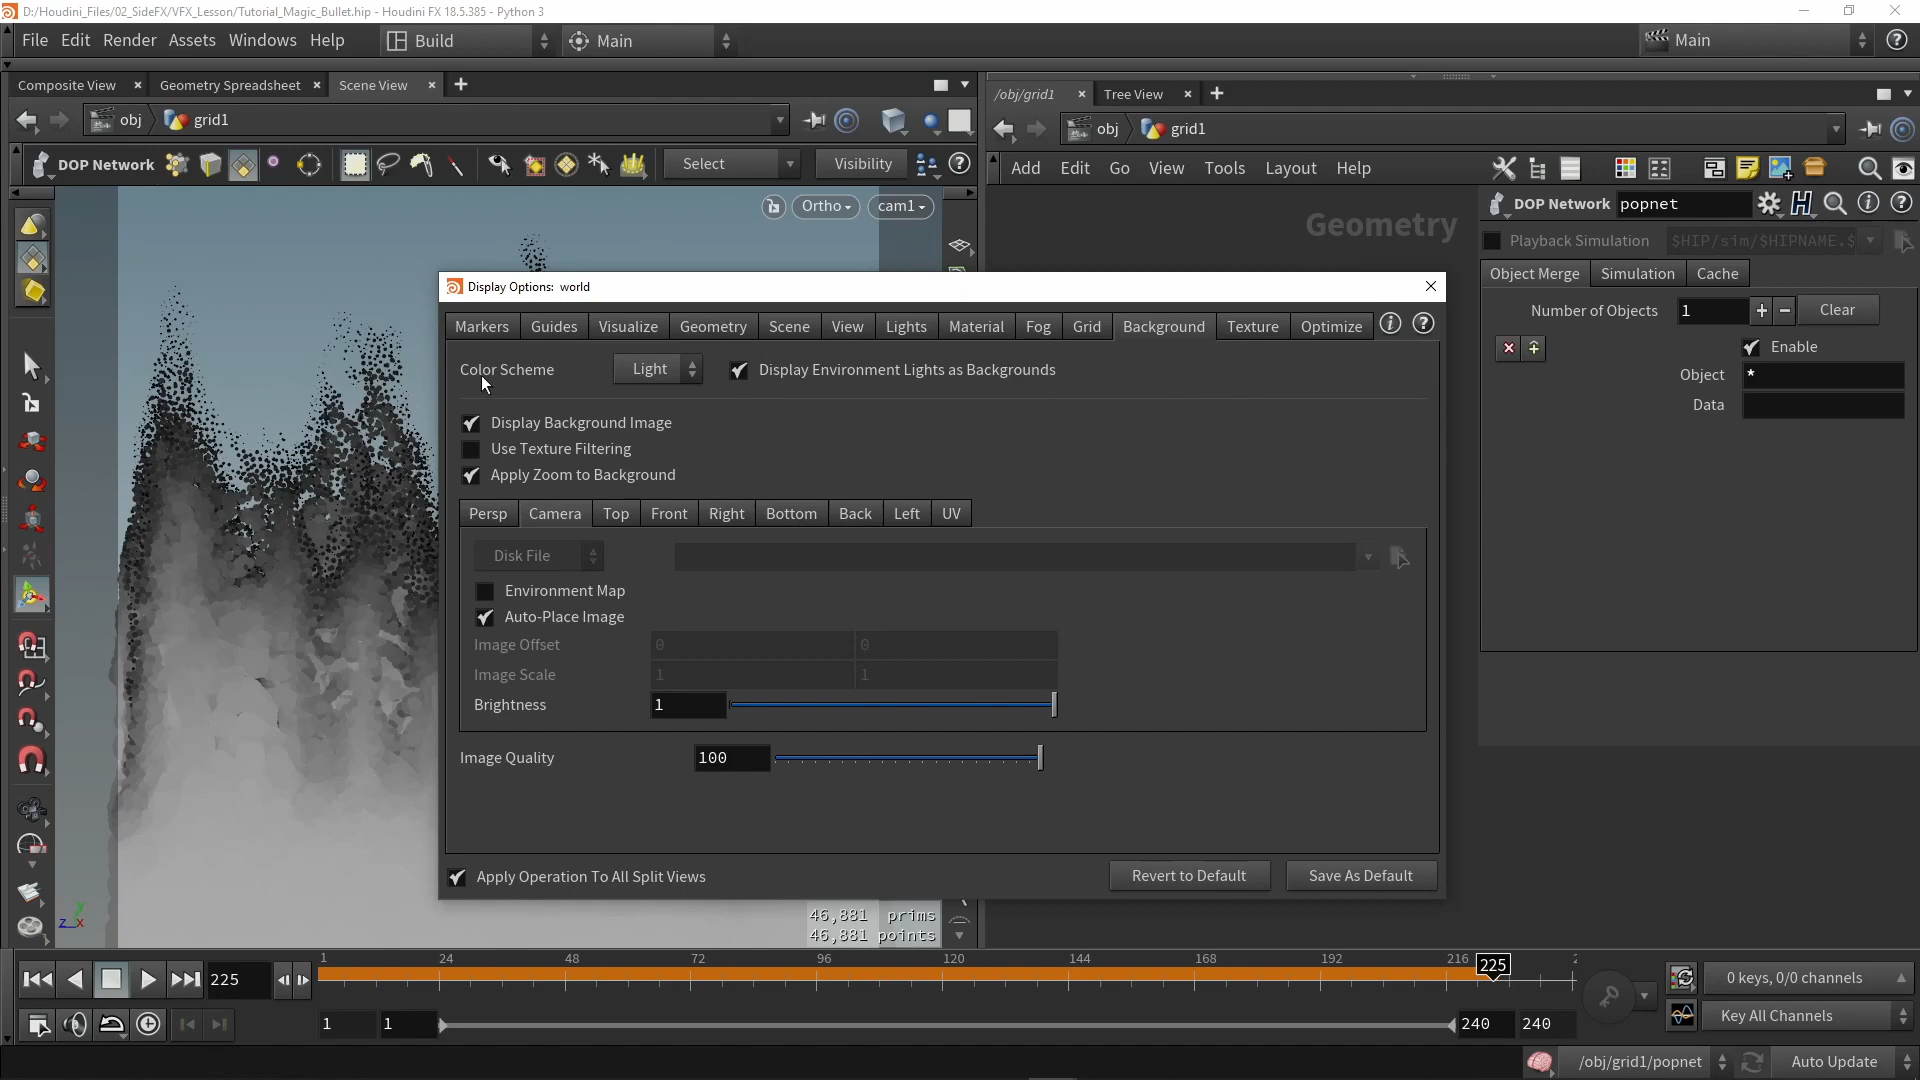 D:/Houdini_Files/02_SideFX/VFX_Lesson/Tutorial_Magic_Bullet.hip - Houdini FX 18.5.385 - Python 3
File Edit Render Assets Windows Help Build Main Main
Composite View Geometry Spreadsheet Scene View
/obj/grid1 Tree View
obj grid1
obj grid1
DOP Network Select Visibility
Add Edit Go View Tools Layout Help
Ortho cam1
Geometry
DOP Network popnet
Playback Simulation $HIP/sim/$HIPNAME.$
Object Merge Simulation Cache
Number of Objects 1 Clear
Enable
Object *
Data
Display Options: world
Markers Guides Visualize Geometry Scene View Lights Material Fog Grid Background Texture Optimize
Color Scheme Light Display Environment Lights as Backgrounds
Display Background Image
Use Texture Filtering
Apply Zoom to Background
Persp Camera Top Front Right Bottom Back Left UV
Disk File
Environment Map
Auto-Place Image
Image Offset 0 0
Image Scale 1 1
Brightness 1
Image Quality 100
Apply Operation To All Split Views Revert to Default Save As Default
z y x
46,881 prims
46,881 points
1 24 48 72 96 120 144 168 192 216 225 2
225 0 keys, 0/0 channels
1 1 240 240 Key All Channels
/obj/grid1/popnet Auto Update